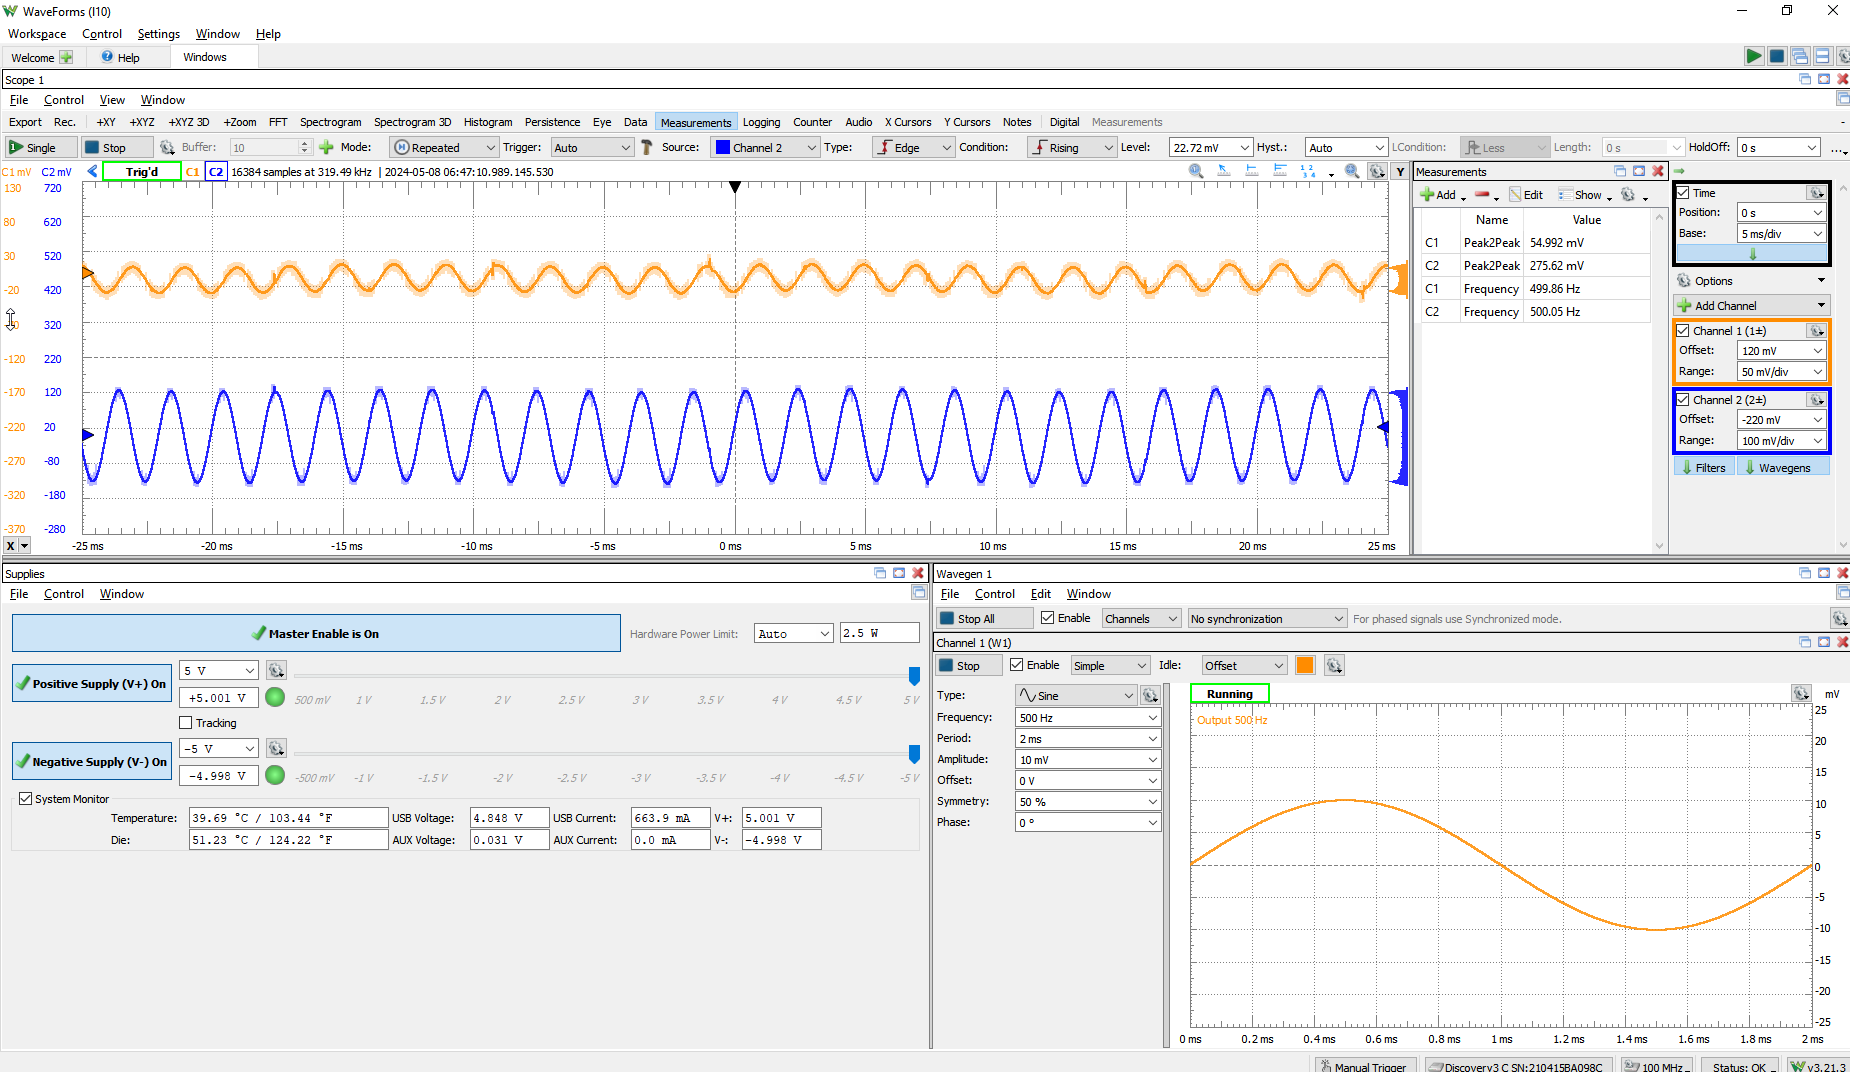 WaveForms (I10)
Workspace Control Settings Window Help
Welcome Help Windows
Scope 1
File Control View Window
Export Rec. +XY +XYZ +XYZ 3D +Zoom FFT Spectrogram Spectrogram 3D Histogram Persistence Eye Data Measurements Logging Counter Audio X Cursors Y Cursors Notes Digital Measurements
Single Stop Buffer: 10 Mode: Repeated Trigger: Auto Source: Channel 2 Type: Edge Condition: Rising Level: 22.72 mV Hyst.: Auto LCondition: Less Length: 0 s HoldOff: 0 s ...
C1 mV C2 mV Trig'd C1 C2 16384 samples at 319.49 kHz | 2024-05-08 06:47:10.989.145.530 Y
130 720
80 620
30 520
-20 420
320
-120 220
-170 120
-220 20
-270 -80
-320 -180
-370 -280
X -25 ms -20 ms -15 ms -10 ms -5 ms 0 ms 5 ms 10 ms 15 ms 20 ms 25 ms
Measurements
Add Edit Show
Name Value
C1 Peak2Peak 54.992 mV
C2 Peak2Peak 275.62 mV
C1 Frequency 499.86 Hz
C2 Frequency 500.05 Hz
Time
Position: 0 s
Base: 5 ms/div
Options
Add Channel
Channel 1 (1±)
Offset: 120 mV
Range: 50 mV/div
Channel 2 (2±)
Offset: -220 mV
Range: 100 mV/div
Filters Wavegens
Supplies
File Control Window
Master Enable is On Hardware Power Limit: Auto 2.5 W
Positive Supply (V+) On 5 V
+5.001 V 500 mV 1 V 1.5 V 2 V 2.5 V 3 V 3.5 V 4 V 4.5 V 5 V
Tracking
Negative Supply (V-) On -5 V
-4.998 V -500 mV -1 V -1.5 V -2 V -2.5 V -3 V -3.5 V -4 V -4.5 V -5 V
System Monitor
Temperature: 39.69 °C / 103.44 °F USB Voltage: 4.848 V USB Current: 663.9 mA V+: 5.001 V
Die: 51.23 °C / 124.22 °F AUX Voltage: 0.031 V AUX Current: 0.0 mA V-: -4.998 V
Wavegen 1
File Control Edit Window
Stop All Enable Channels No synchronization For phased signals use Synchronized mode.
Channel 1 (W1)
Stop Enable Simple Idle: Offset
Type: Sine
Frequency: 500 Hz
Period: 2 ms
Amplitude: 10 mV
Offset: 0 V
Symmetry: 50 %
Phase: 0 °
Running mV
Output 500 Hz
25
20
15
10
5
0
-5
-10
-15
-20
-25
0 ms 0.2 ms 0.4 ms 0.6 ms 0.8 ms 1 ms 1.2 ms 1.4 ms 1.6 ms 1.8 ms 2 ms
Manual Trigger Discovery3 C SN:210415BA098C 100 MHz Status: OK v3.21.3